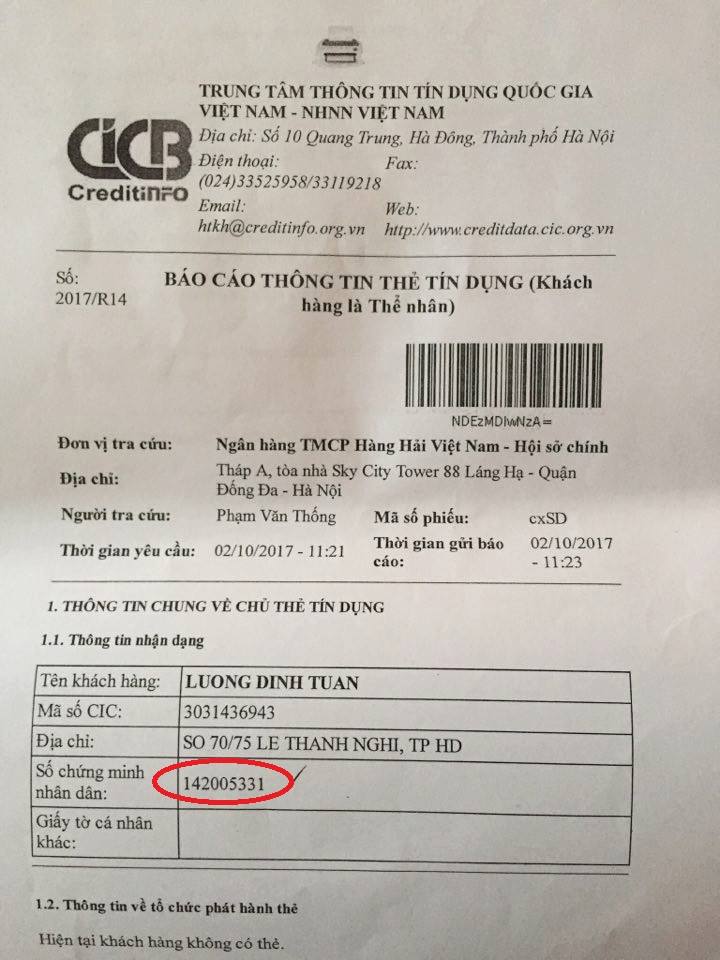 TRUNG TÂM THÔNG TIN TÍN DỤNG QUỐC GIA
VIỆT NAM - NHNN VIỆT NAM
Địa chỉ: Số 10 Quang Trung, Hà Đông, Thành phố Hà Nội
Điện thoại: Fax:
(024)33525958/33119218
Email: Web:
htkh@creditinfo.org.vn http://www.creditdata.cic.org.vn
CICB
CreditinFO
Số:
2017/R14
BÁO CÁO THÔNG TIN THẺ TÍN DỤNG (Khách
hàng là Thể nhân)
NDEzMDIwNzA=
Đơn vị tra cứu: Ngân hàng TMCP Hàng Hải Việt Nam - Hội sở chính
Địa chỉ: Tháp A, tòa nhà Sky City Tower 88 Láng Hạ - Quận
Đống Đa - Hà Nội
Người tra cứu: Phạm Văn Thống Mã số phiếu: cxSD
Thời gian yêu cầu: 02/10/2017 - 11:21 Thời gian gửi báo
cáo: 02/10/2017
- 11:23
1. THÔNG TIN CHUNG VỀ CHỦ THẺ TÍN DỤNG
1.1. Thông tin nhận dạng
Tên khách hàng: LUONG DINH TUAN
Mã số CIC: 3031436943
Địa chỉ: SO 70/75 LE THANH NGHI, TP HD
Số chứng minh
nhân dân: 142005331
Giấy tờ cá nhân
khác:
1.2. Thông tin về tổ chức phát hành thẻ
Hiện tại khách hàng không có thẻ.